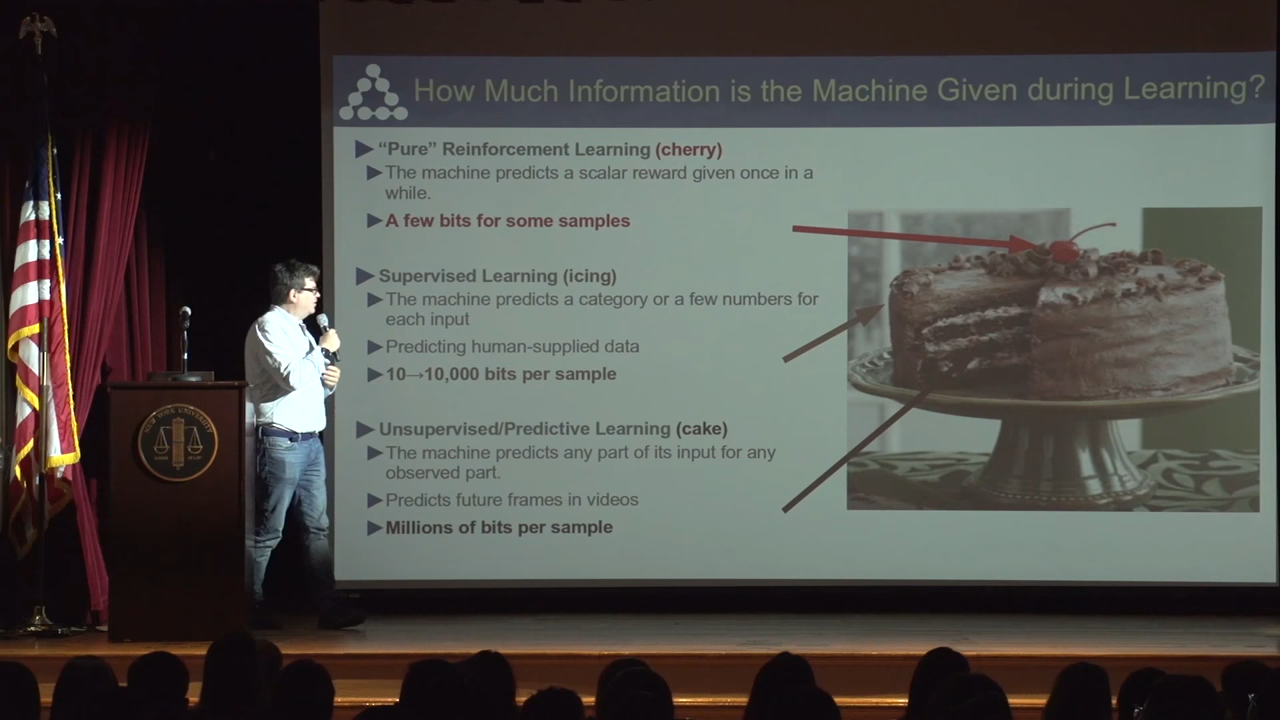 How Much Information is the Machine Given during Learning?
▶ “Pure” Reinforcement Learning (cherry)
▶ The machine predicts a scalar reward given once in a
while.
▶ A few bits for some samples
▶ Supervised Learning (icing)
▶ The machine predicts a category or a few numbers for
each input
▶ Predicting human-supplied data
▶ 10→10,000 bits per sample
▶ Unsupervised/Predictive Learning (cake)
▶ The machine predicts any part of its input for any
observed part.
▶ Predicts future frames in videos
▶ Millions of bits per sample
NEW YORK UNIVERSITY